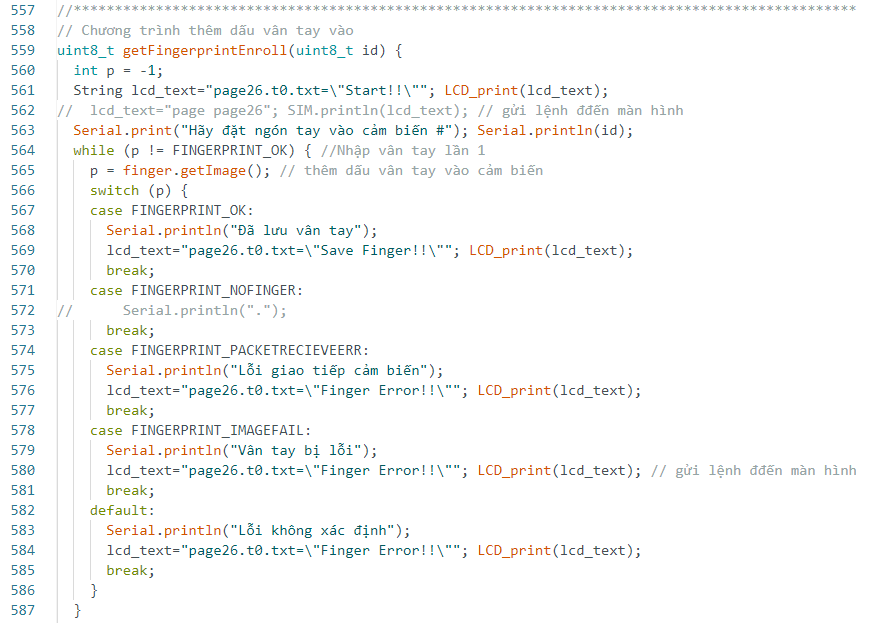 557 //***********************************************************************************************
558 // Chương trình thêm dấu vân tay vào
559 uint8_t getFingerprintEnroll(uint8_t id) {
560   int p = -1;
561   String lcd_text="page26.t0.txt=\"Start!!\""; LCD_print(lcd_text);
562 //  lcd_text="page page26"; SIM.println(lcd_text); // gửi lệnh đđến màn hình
563   Serial.print("Hãy đặt ngón tay vào cảm biến #"); Serial.println(id);
564   while (p != FINGERPRINT_OK) { //Nhập vân tay lần 1
565     p = finger.getImage(); // thêm dấu vân tay vào cảm biến
566     switch (p) {
567     case FINGERPRINT_OK:
568       Serial.println("Đã lưu vân tay");
569       lcd_text="page26.t0.txt=\"Save Finger!!\""; LCD_print(lcd_text);
570       break;
571     case FINGERPRINT_NOFINGER:
572 //      Serial.println(".");
573       break;
574     case FINGERPRINT_PACKETRECIEVEERR:
575       Serial.println("Lỗi giao tiếp cảm biến");
576       lcd_text="page26.t0.txt=\"Finger Error!!\""; LCD_print(lcd_text);
577       break;
578     case FINGERPRINT_IMAGEFAIL:
579       Serial.println("Vân tay bị lỗi");
580       lcd_text="page26.t0.txt=\"Finger Error!!\""; LCD_print(lcd_text); // gửi lệnh đđến màn hình
581       break;
582     default:
583       Serial.println("Lỗi không xác định");
584       lcd_text="page26.t0.txt=\"Finger Error!!\""; LCD_print(lcd_text);
585       break;
586     }
587   }